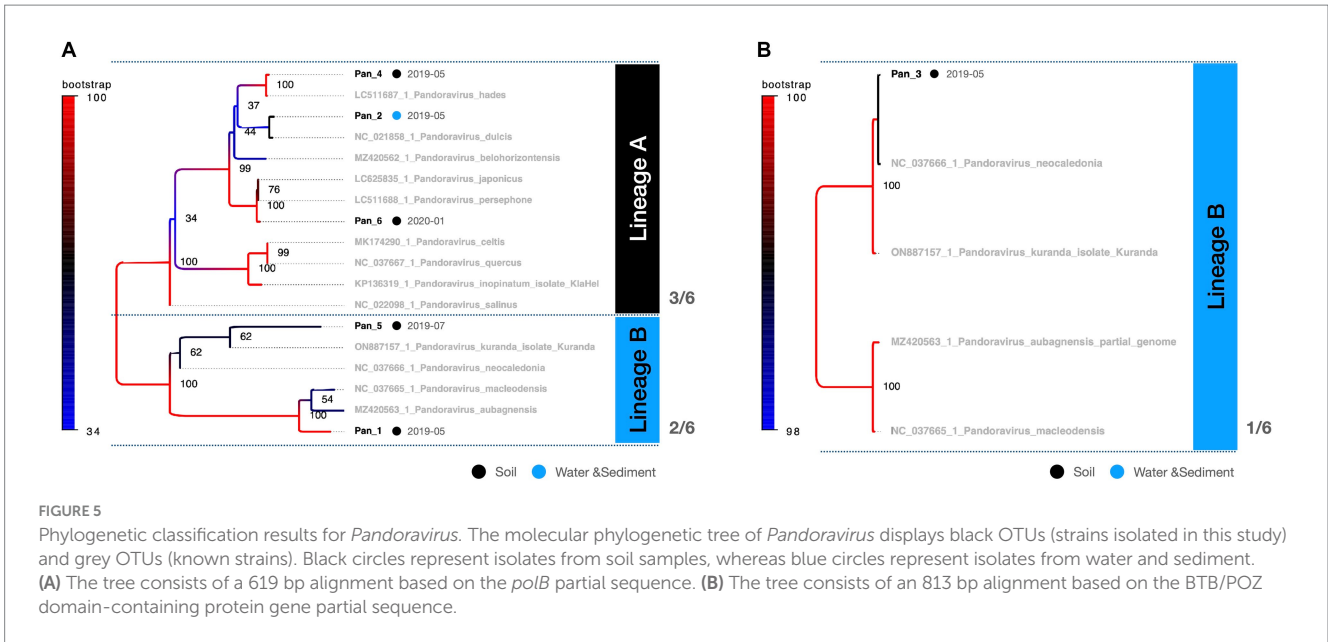 A
bootstrap
100
34
Pan_4 2019-05
100
LC511687_1_Pandoravirus_hades
37
Pan_2 2019-05
44
NC_021858_1_Pandoravirus_dulcis
MZ420562_1_Pandoravirus_belohorizontensis
99
LC625835_1_Pandoravirus_japonicus
76
LC511688_1_Pandoravirus_persephone
100
Pan_6 2020-01
34
MK174290_1_Pandoravirus_celtis
99
NC_037667_1_Pandoravirus_quercus
100
100
KP136319_1_Pandoravirus_inopinatum_isolate_KlaHel
NC_022098_1_Pandoravirus_salinus
Lineage A
3/6
Pan_5 2019-07
62
ON887157_1_Pandoravirus_kuranda_isolate_Kuranda
62
NC_037666_1_Pandoravirus_neocaledonia
100
NC_037665_1_Pandoravirus_macleodensis
54
MZ420563_1_Pandoravirus_aubagnensis
100
Pan_1 2019-05
Lineage B
2/6
Soil Water &Sediment
B
bootstrap
100
98
Pan_3 2019-05
NC_037666_1_Pandoravirus_neocaledonia
100
ON887157_1_Pandoravirus_kuranda_isolate_Kuranda
MZ420563_1_Pandoravirus_aubagnensis_partial_genome
100
NC_037665_1_Pandoravirus_macleodensis
Lineage B
1/6
Soil Water &Sediment
FIGURE 5
Phylogenetic classification results for Pandoravirus. The molecular phylogenetic tree of Pandoravirus displays black OTUs (strains isolated in this study)
and grey OTUs (known strains). Black circles represent isolates from soil samples, whereas blue circles represent isolates from water and sediment.
(A) The tree consists of a 619 bp alignment based on the polB partial sequence. (B) The tree consists of an 813 bp alignment based on the BTB/POZ
domain-containing protein gene partial sequence.